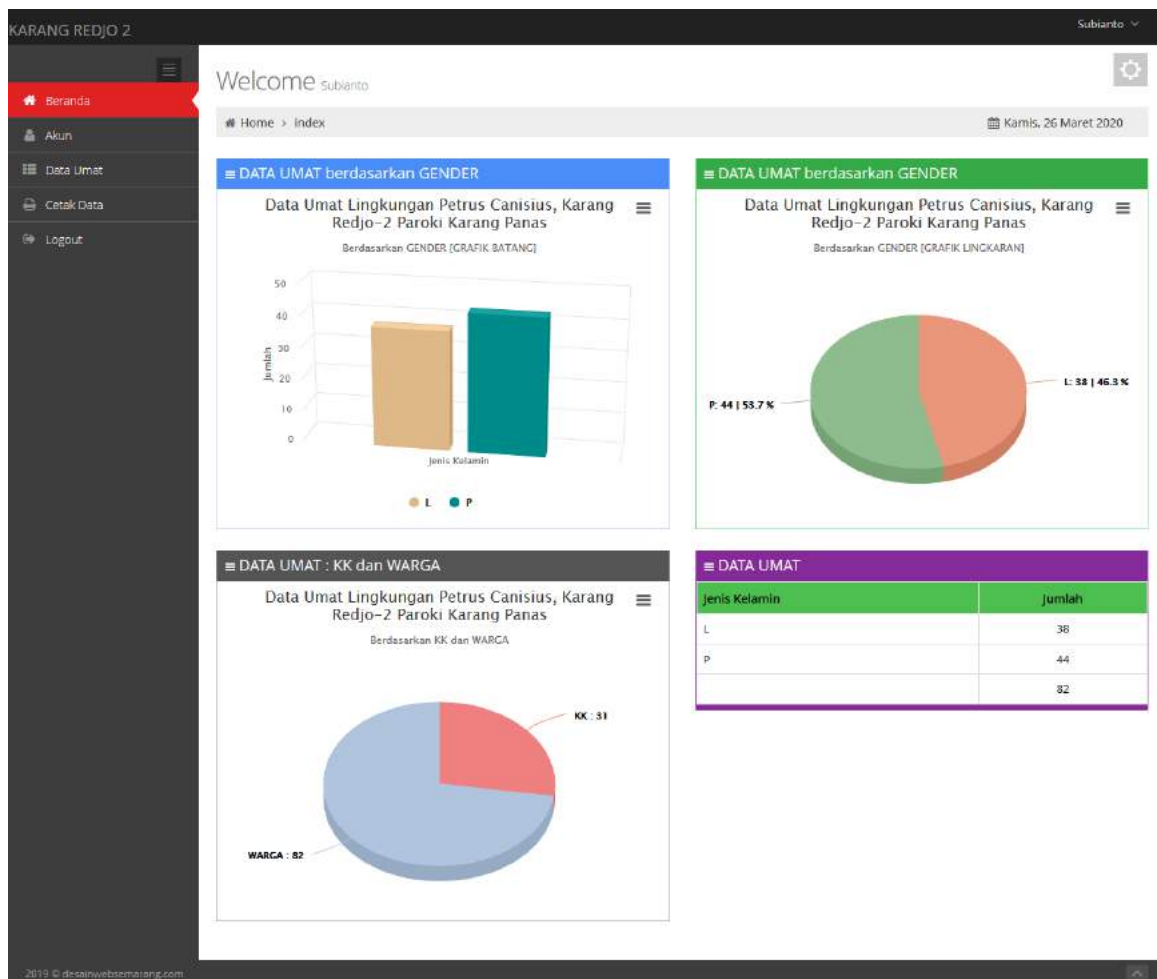 KARANG REDJO 2
Subianto
Beranda
Akun
Data Umat
Cetak Data
Logout
Welcome Subianto
Home > Index
Kamis, 26 Maret 2020
DATA UMAT berdasarkan GENDER
Data Umat Lingkungan Petrus Canisius, Karang
Redjo-2 Paroki Karang Panas
Berdasarkan GENDER [GRAFIK BATANG]
50
40
30
20
10
0
Jumlah
Jenis Kelamin
L P
DATA UMAT berdasarkan GENDER
Data Umat Lingkungan Petrus Canisius, Karang
Redjo-2 Paroki Karang Panas
Berdasarkan GENDER [GRAFIK LINGKARAN]
L: 38 | 46.3 %
P: 44 | 53.7 %
DATA UMAT : KK dan WARGA
Data Umat Lingkungan Petrus Canisius, Karang
Redjo-2 Paroki Karang Panas
Berdasarkan KK dan WARGA
KK : 31
WARGA : 82
DATA UMAT
Jenis Kelamin Jumlah
L 38
P 44
82
2019 © desainwebsemarang.com